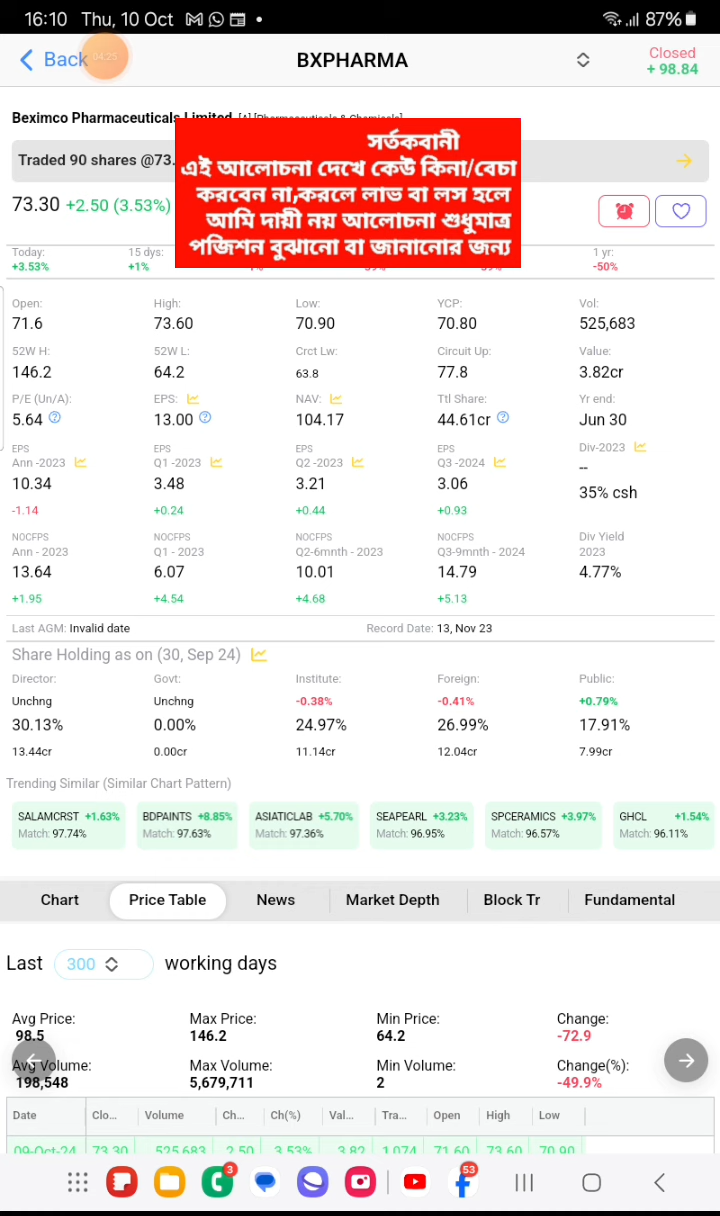 16:10 Thu, 10 Oct 87%
Back 04:25 BXPHARMA Closed
+ 98.84
Beximco Pharmaceuticals Limited [A] [Pharmaceuticals & Chemicals]
Traded 90 shares @73.
73.30 +2.50 (3.53%)
সর্তকবানী
এই আলোচনা দেখে কেউ কিনা/বেচা
করবেন না,করলে লাভ বা লস হলে
আমি দায়ী নয় আলোচনা শুধুমাত্র
পজিশন বুঝানো বা জানানোর জন্য
Today: 15 dys: 1 yr:
+3.53% +1% -50%
Open: High: Low: YCP: Vol:
71.6 73.60 70.90 70.80 525,683
52W H: 52W L: Crct Lw: Circuit Up: Value:
146.2 64.2 63.8 77.8 3.82cr
P/E (Un/A): EPS: NAV: Ttl Share: Yr end:
5.64 13.00 104.17 44.61cr Jun 30
EPS EPS EPS EPS Div-2023
Ann -2023 Q1 -2023 Q2 -2023 Q3 -2024 --
10.34 3.48 3.21 3.06 35% csh
-1.14 +0.24 +0.44 +0.93
NOCFPS NOCFPS NOCFPS NOCFPS Div Yield
Ann - 2023 Q1 - 2023 Q2-6mnth - 2023 Q3-9mnth - 2024 2023
13.64 6.07 10.01 14.79 4.77%
+1.95 +4.54 +4.68 +5.13
Last AGM: Invalid date Record Date: 13, Nov 23
Share Holding as on (30, Sep 24)
Director: Govt: Institute: Foreign: Public:
Unchng Unchng -0.38% -0.41% +0.79%
30.13% 0.00% 24.97% 26.99% 17.91%
13.44cr 0.00cr 11.14cr 12.04cr 7.99cr
Trending Similar (Similar Chart Pattern)
SALAMCRST +1.63% BDPAINTS +8.85% ASIATICLAB +5.70% SEAPEARL +3.23% SPCERAMICS +3.97% GHCL +1.54%
Match: 97.74% Match: 97.63% Match: 97.36% Match: 96.95% Match: 96.57% Match: 96.11%
Chart Price Table News Market Depth Block Tr Fundamental
Last 300 working days
Avg Price: Max Price: Min Price: Change:
98.5 146.2 64.2 -72.9
Avg Volume: Max Volume: Min Volume: Change(%):
198,548 5,679,711 2 -49.9%
Date Clo... Volume Ch... Ch(%) Val... Tra... Open High Low
09-Oct-24 73.30 525,683 2.50 3.53% 3.82 1,074 71.60 73.60 70.90
3 53